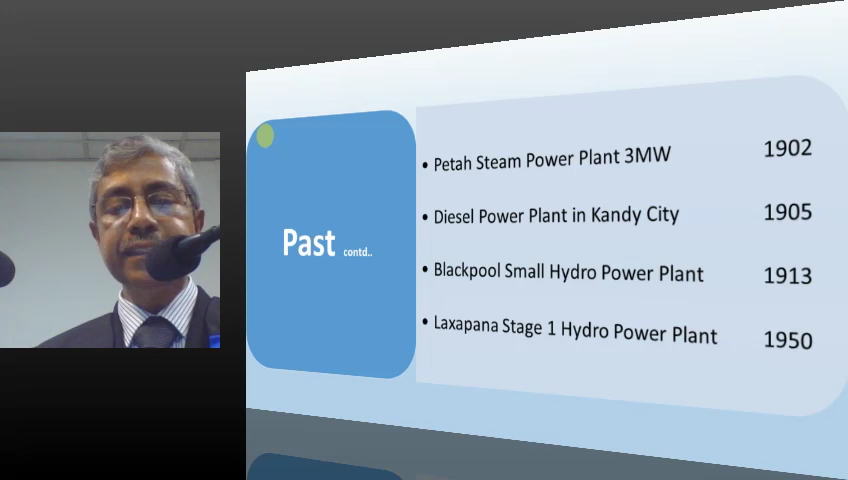 Past contd..
• Petah Steam Power Plant 3MW 1902
• Diesel Power Plant in Kandy City 1905
• Blackpool Small Hydro Power Plant 1913
• Laxapana Stage 1 Hydro Power Plant 1950